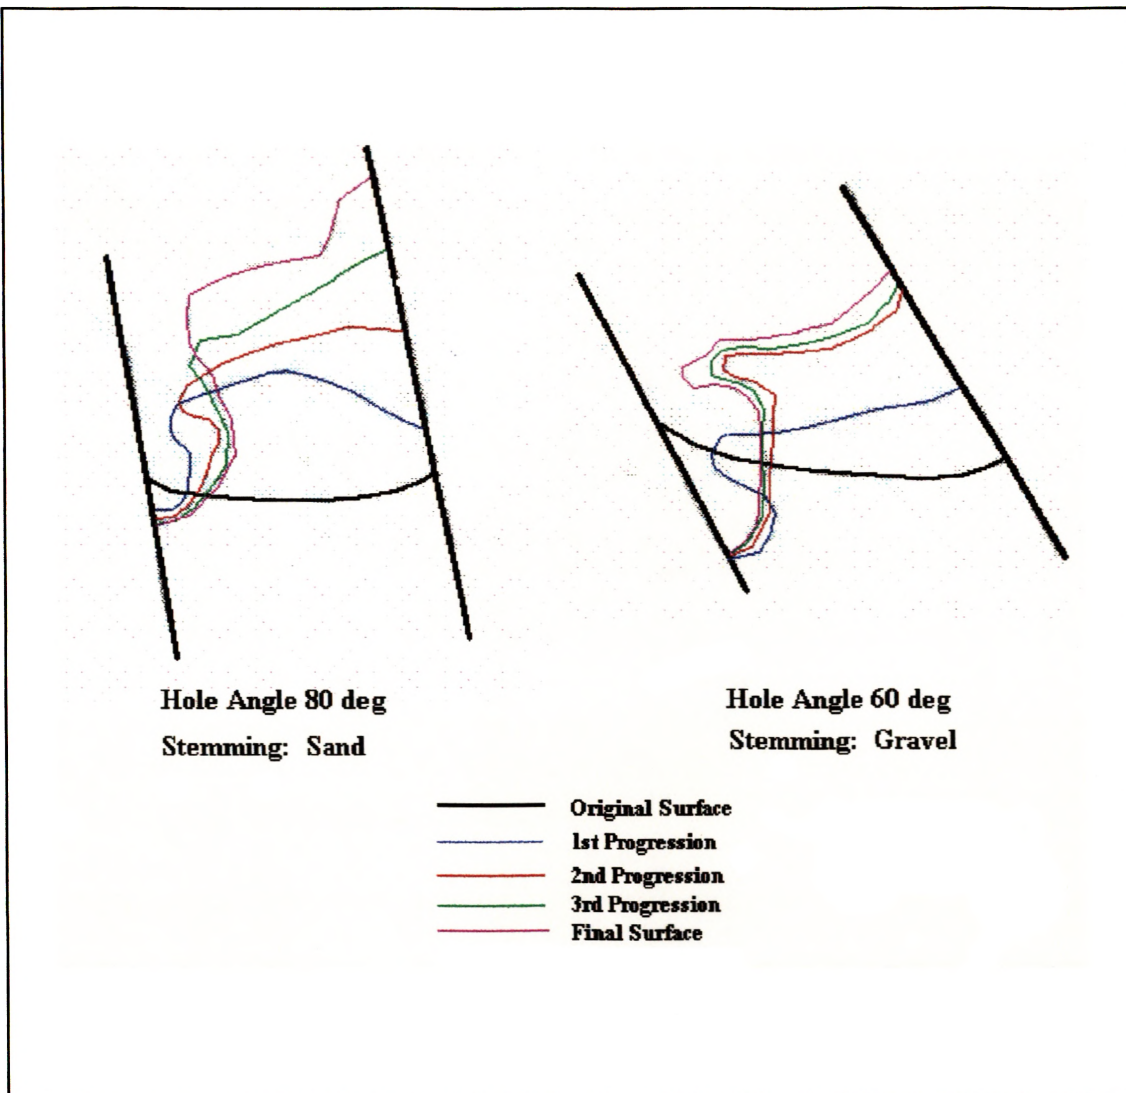 Hole Angle 80 deg
Stemming: Sand
Hole Angle 60 deg
Stemming: Gravel
Original Surface
1st Progression
2nd Progression
3rd Progression
Final Surface